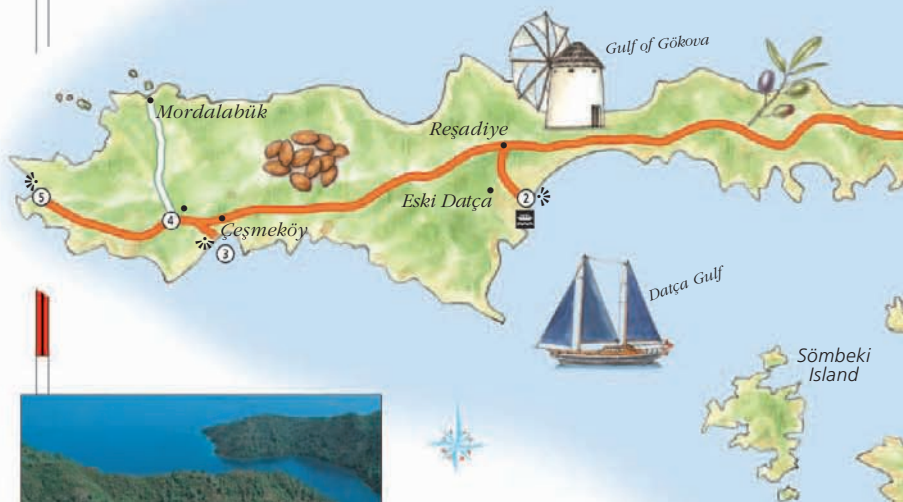 Gulf of Gökova
Mordalabük
Reşadiye
Eski Datça
2
5
4
Çeşmeköy
3
Datça Gulf
Sömbeki
Island